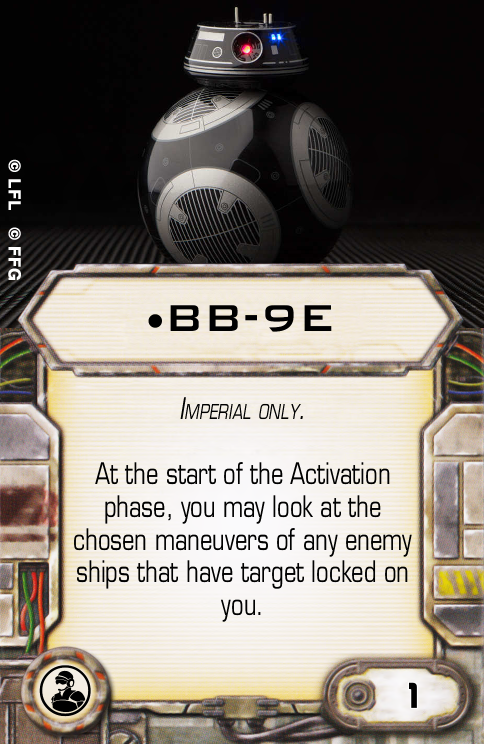 © LFL © FFG
•BB-9E
IMPERIAL ONLY.
At the start of the Activation
phase, you may look at the
chosen maneuvers of any enemy
ships that have target locked on
you.
1